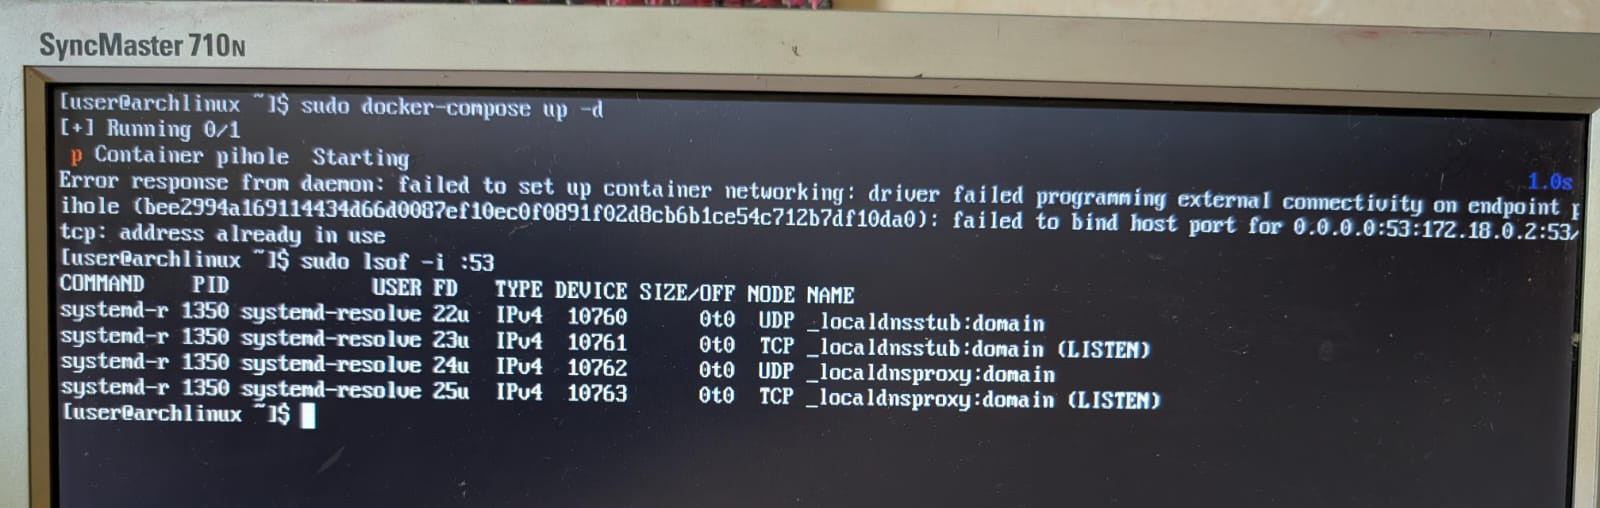 SyncMaster 710N
[user@archlinux ~]$ sudo docker-compose up -d
[+] Running 0/1
p Container pihole Starting 1.0s
Error response from daemon: failed to set up container networking: driver failed programming external connectivity on endpoint p
ihole (bee2994a169114434d66d0087ef10ec0f0891f02d8cb6b1ce54c712b7df10da0): failed to bind host port for 0.0.0.0:53:172.18.0.2:53/
tcp: address already in use
[user@archlinux ~]$ sudo lsof -i :53
COMMAND PID USER FD TYPE DEVICE SIZE/OFF NODE NAME
systemd-r 1350 systemd-resolve 22u IPv4 10760 0t0 UDP _localdnsstub:domain
systemd-r 1350 systemd-resolve 23u IPv4 10761 0t0 TCP _localdnsstub:domain (LISTEN)
systemd-r 1350 systemd-resolve 24u IPv4 10762 0t0 UDP _localdnsproxy:domain
systemd-r 1350 systemd-resolve 25u IPv4 10763 0t0 TCP _localdnsproxy:domain (LISTEN)
[user@archlinux ~]$